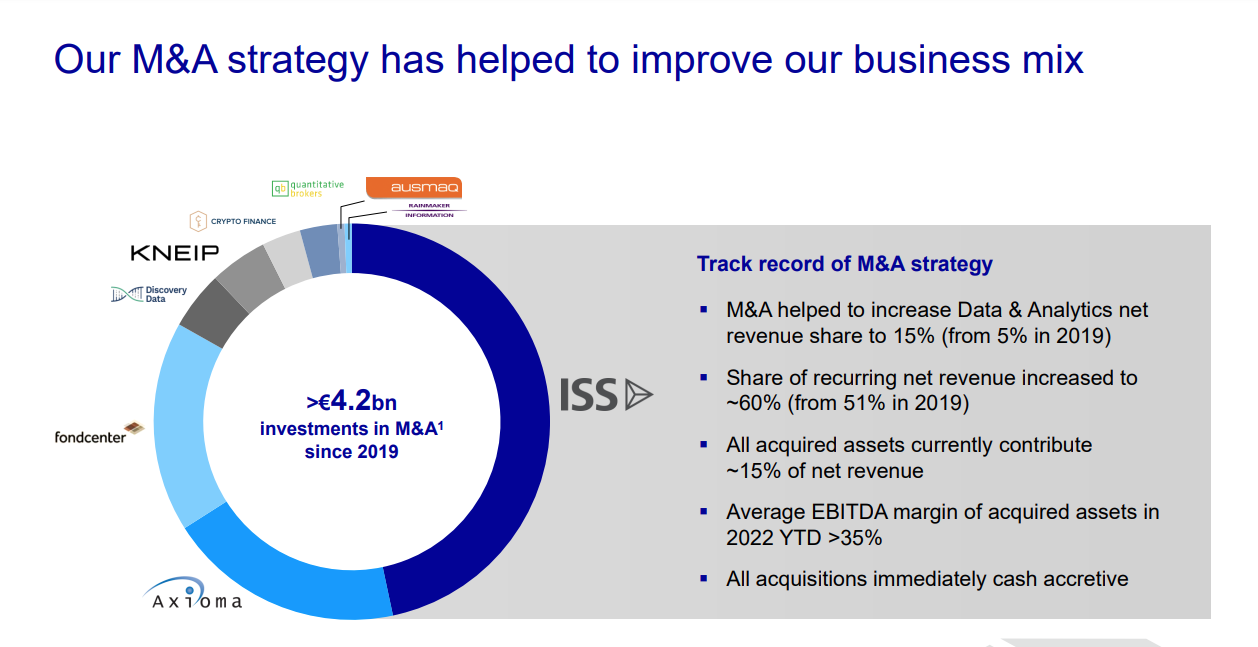 Our M&A strategy has helped to improve our business mix
qb quantitative
brokers
ausmaq
RAINMAKER
INFORMATION
CRYPTO FINANCE
KNEIP
Discovery
Data
fondcenter
Axioma
>€4.2bn
investments in M&A¹
since 2019
ISS
Track record of M&A strategy
▪ M&A helped to increase Data & Analytics net
revenue share to 15% (from 5% in 2019)
▪ Share of recurring net revenue increased to
~60% (from 51% in 2019)
▪ All acquired assets currently contribute
~15% of net revenue
▪ Average EBITDA margin of acquired assets in
2022 YTD >35%
▪ All acquisitions immediately cash accretive